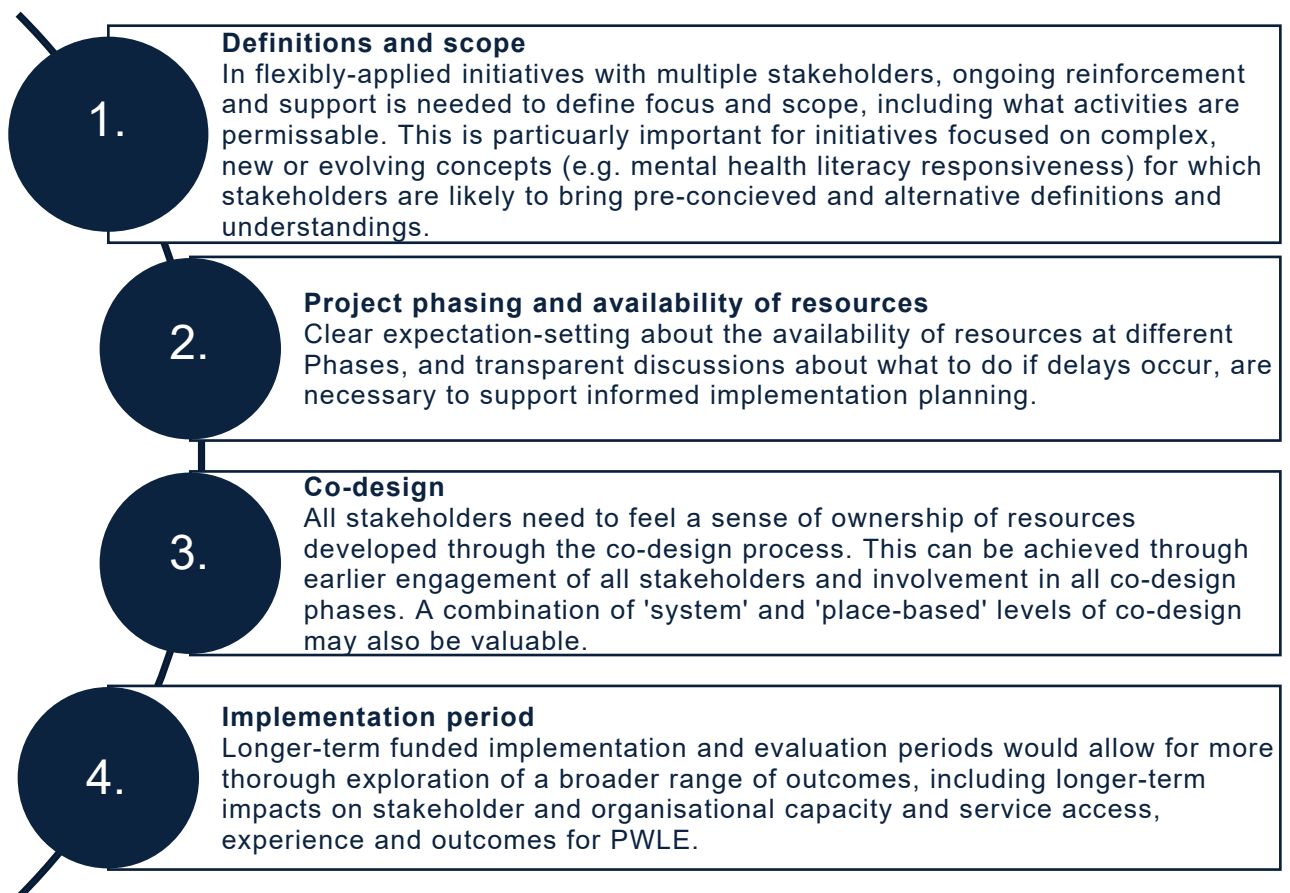 1.
Definitions and scope
In flexibly-applied initiatives with multiple stakeholders, ongoing reinforcement
and support is needed to define focus and scope, including what activities are
permissable. This is particuarly important for initiatives focused on complex,
new or evolving concepts (e.g. mental health literacy responsiveness) for which
stakeholders are likely to bring pre-concieved and alternative definitions and
understandings.
2.
Project phasing and availability of resources
Clear expectation-setting about the availability of resources at different
Phases, and transparent discussions about what to do if delays occur, are
necessary to support informed implementation planning.
3.
Co-design
All stakeholders need to feel a sense of ownership of resources
developed through the co-design process. This can be achieved through
earlier engagement of all stakeholders and involvement in all co-design
phases. A combination of 'system' and 'place-based' levels of co-design
may also be valuable.
4.
Implementation period
Longer-term funded implementation and evaluation periods would allow for more
thorough exploration of a broader range of outcomes, including longer-term
impacts on stakeholder and organisational capacity and service access,
experience and outcomes for PWLE.